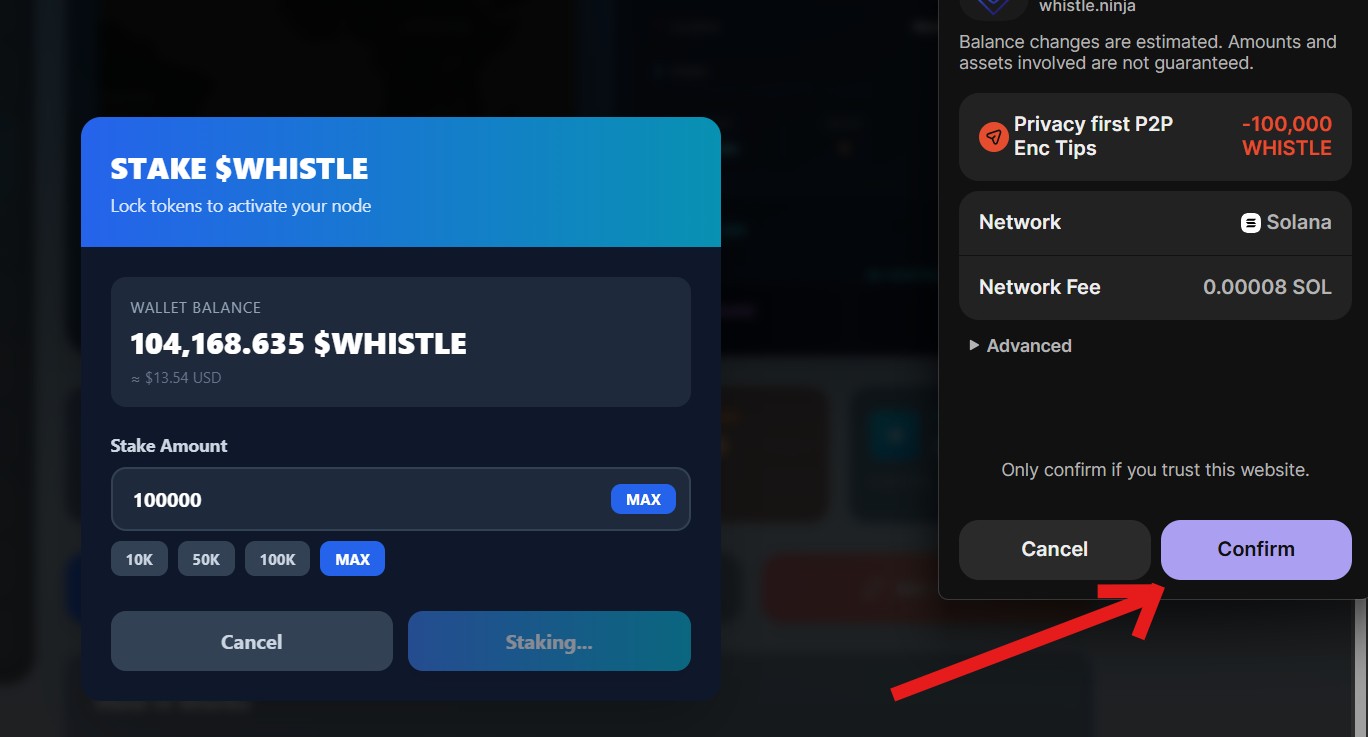 STAKE $WHISTLE
Lock tokens to activate your node
WALLET BALANCE
104,168.635 $WHISTLE
≈ $13.54 USD
Stake Amount
100000
MAX
10K
50K
100K
MAX
Cancel
Staking...
whistle.ninja
Balance changes are estimated. Amounts and
assets involved are not guaranteed.
Privacy first P2P
Enc Tips
-100,000
WHISTLE
Network
Solana
Network Fee
0.00008 SOL
Advanced
Only confirm if you trust this website.
Cancel
Confirm